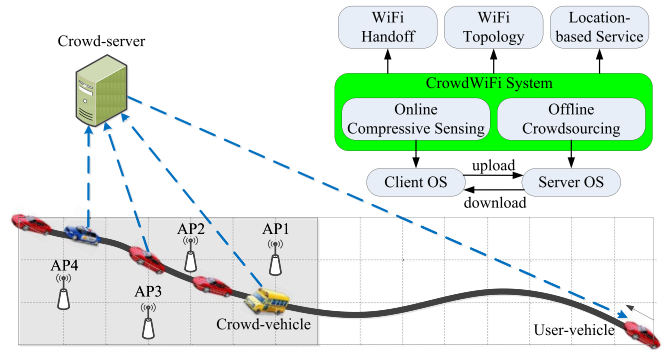 Crowd-server
WiFi
Handoff
WiFi
Topology
Location-
based Service
CrowdWiFi System
Online
Compressive Sensing
Offline
Crowdsourcing
Client OS
upload
download
Server OS
AP1
AP2
AP3
AP4
Crowd-vehicle
User-vehicle